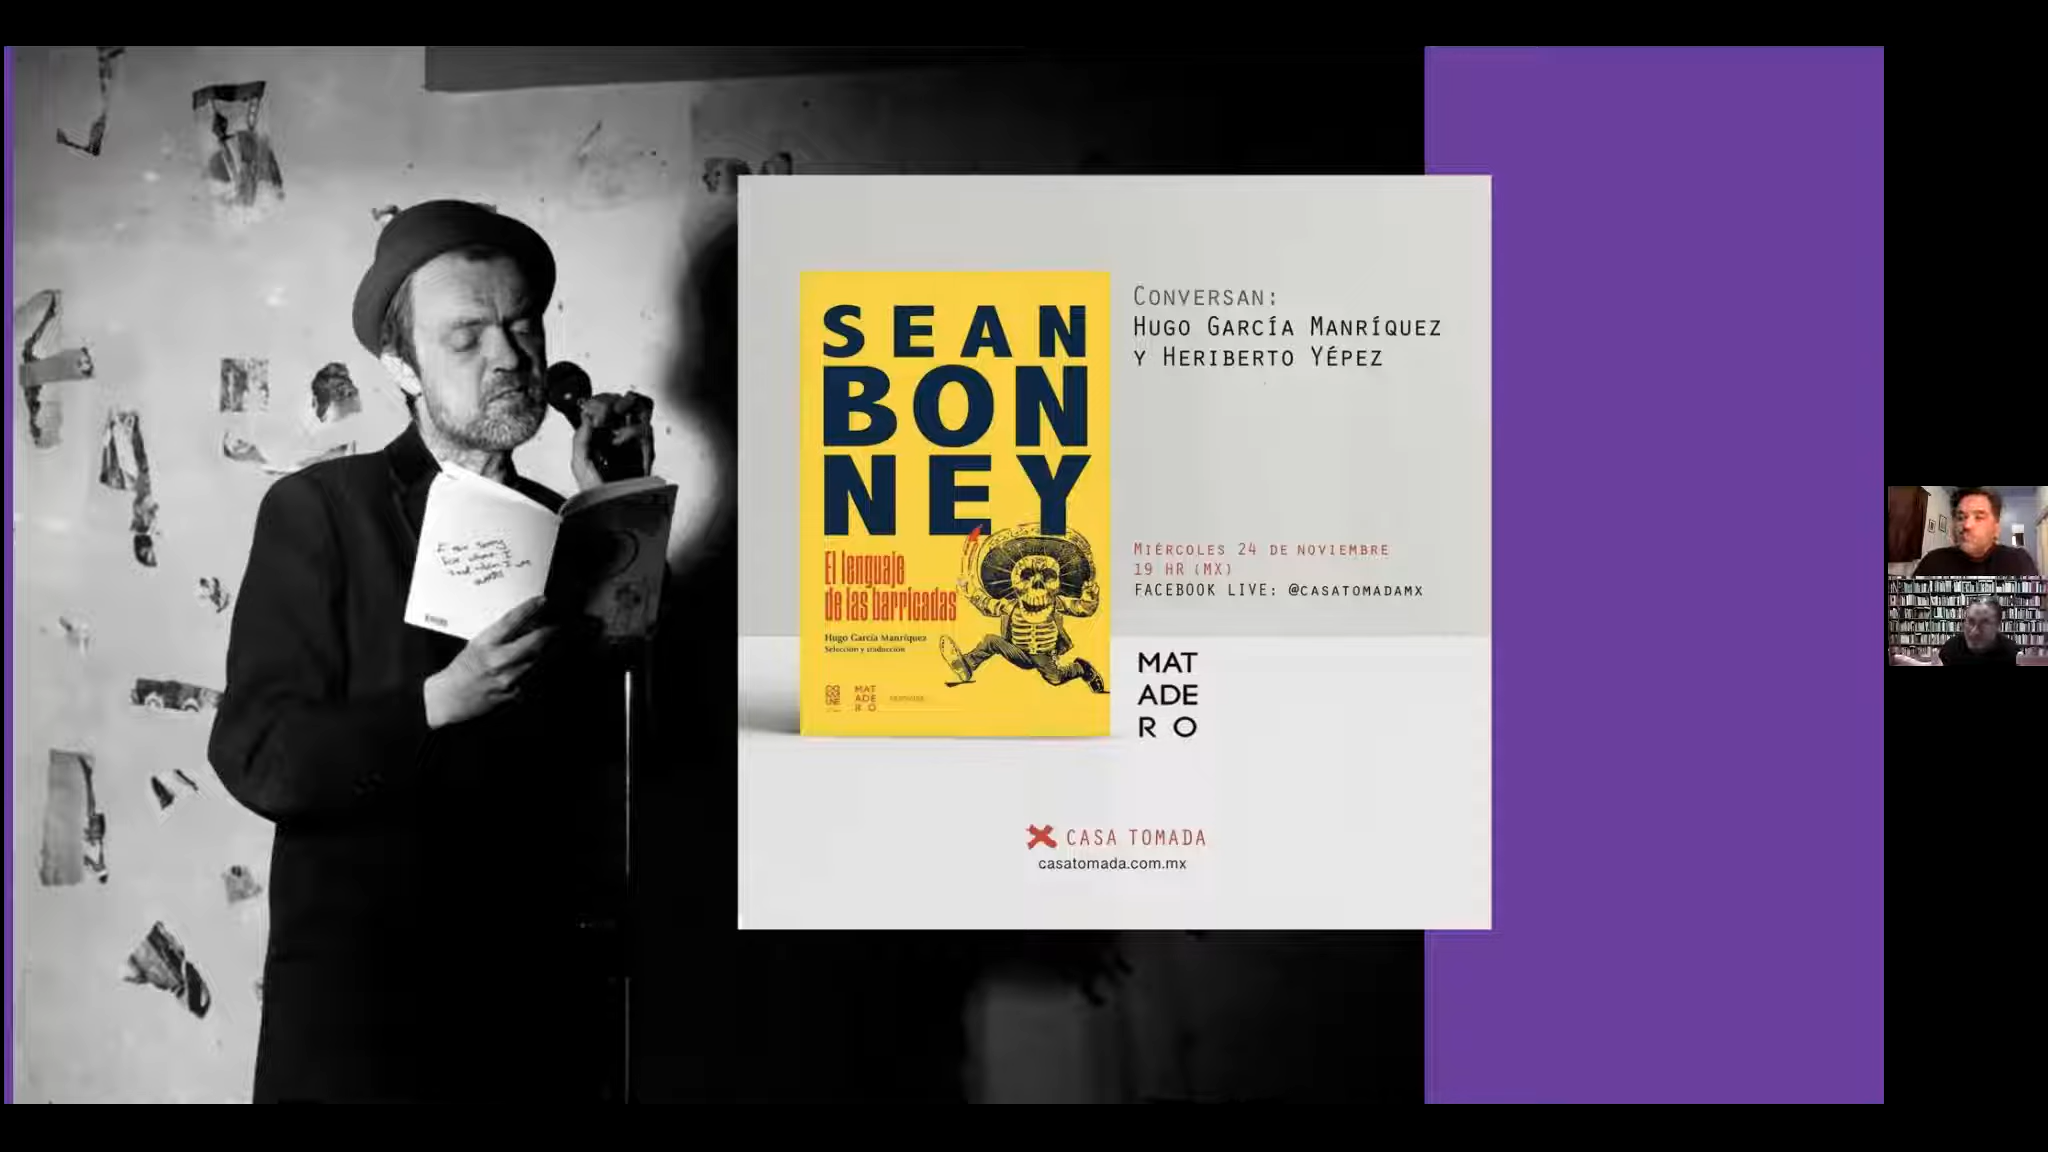 SEAN
BON
NEY
El lenguaje
de las barricadas
Hugo García Manríquez
Selección y traducción
MAT
ADE
R O
CONVERSAN:
HUGO GARCÍA MANRÍQUEZ
Y HERIBERTO YÉPEZ
MIÉRCOLES 24 DE NOVIEMBRE
19 HR (MX)
FACEBOOK LIVE: @CASATOMADAMX
MAT
ADE
R O
CASA TOMADA
casatomada.com.mx